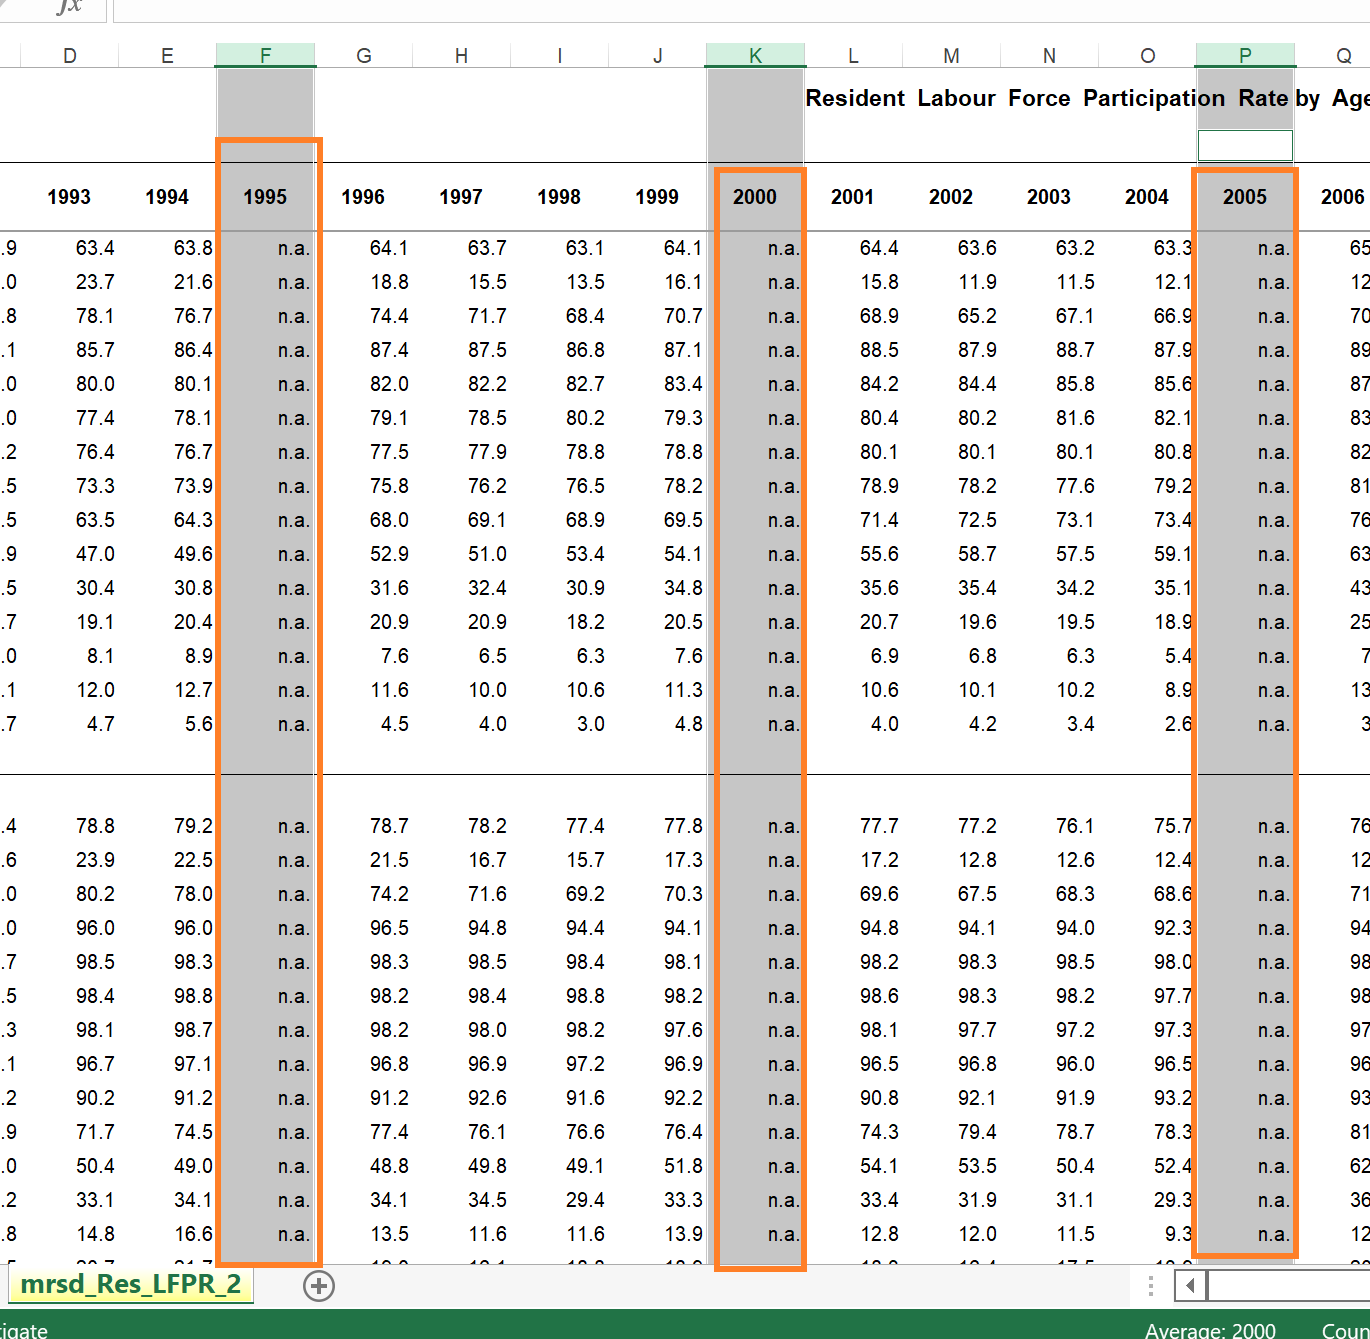 fx
D E F G H I J K L M N O P Q
Resident Labour Force Participation Rate by Age
1993 1994 1995 1996 1997 1998 1999 2000 2001 2002 2003 2004 2005 2006
.9 63.4 63.8 n.a. 64.1 63.7 63.1 64.1 n.a. 64.4 63.6 63.2 63.3 n.a. 65
.0 23.7 21.6 n.a. 18.8 15.5 13.5 16.1 n.a. 15.8 11.9 11.5 12.1 n.a. 12
.8 78.1 76.7 n.a. 74.4 71.7 68.4 70.7 n.a. 68.9 65.2 67.1 66.9 n.a. 70
.1 85.7 86.4 n.a. 87.4 87.5 86.8 87.1 n.a. 88.5 87.9 88.7 87.9 n.a. 89
.0 80.0 80.1 n.a. 82.0 82.2 82.7 83.4 n.a. 84.2 84.4 85.8 85.6 n.a. 87
.0 77.4 78.1 n.a. 79.1 78.5 80.2 79.3 n.a. 80.4 80.2 81.6 82.1 n.a. 83
.2 76.4 76.7 n.a. 77.5 77.9 78.8 78.8 n.a. 80.1 80.1 80.1 80.8 n.a. 82
.5 73.3 73.9 n.a. 75.8 76.2 76.5 78.2 n.a. 78.9 78.2 77.6 79.2 n.a. 81
.5 63.5 64.3 n.a. 68.0 69.1 68.9 69.5 n.a. 71.4 72.5 73.1 73.4 n.a. 76
.9 47.0 49.6 n.a. 52.9 51.0 53.4 54.1 n.a. 55.6 58.7 57.5 59.1 n.a. 63
.5 30.4 30.8 n.a. 31.6 32.4 30.9 34.8 n.a. 35.6 35.4 34.2 35.1 n.a. 43
.7 19.1 20.4 n.a. 20.9 20.9 18.2 20.5 n.a. 20.7 19.6 19.5 18.9 n.a. 25
.0 8.1 8.9 n.a. 7.6 6.5 6.3 7.6 n.a. 6.9 6.8 6.3 5.4 n.a. 7
.1 12.0 12.7 n.a. 11.6 10.0 10.6 11.3 n.a. 10.6 10.1 10.2 8.9 n.a. 13
.7 4.7 5.6 n.a. 4.5 4.0 3.0 4.8 n.a. 4.0 4.2 3.4 2.6 n.a. 3
.4 78.8 79.2 n.a. 78.7 78.2 77.4 77.8 n.a. 77.7 77.2 76.1 75.7 n.a. 76
.6 23.9 22.5 n.a. 21.5 16.7 15.7 17.3 n.a. 17.2 12.8 12.6 12.4 n.a. 12
.0 80.2 78.0 n.a. 74.2 71.6 69.2 70.3 n.a. 69.6 67.5 68.3 68.6 n.a. 71
.0 96.0 96.0 n.a. 96.5 94.8 94.4 94.1 n.a. 94.8 94.1 94.0 92.3 n.a. 94
.7 98.5 98.3 n.a. 98.3 98.5 98.4 98.1 n.a. 98.2 98.3 98.5 98.0 n.a. 98
.5 98.4 98.8 n.a. 98.2 98.4 98.8 98.2 n.a. 98.6 98.3 98.2 97.7 n.a. 98
.3 98.1 98.7 n.a. 98.2 98.0 98.2 97.6 n.a. 98.1 97.7 97.2 97.3 n.a. 97
.1 96.7 97.1 n.a. 96.8 96.9 97.2 96.9 n.a. 96.5 96.8 96.0 96.5 n.a. 96
.2 90.2 91.2 n.a. 91.2 92.6 91.6 92.2 n.a. 90.8 92.1 91.9 93.2 n.a. 93
.9 71.7 74.5 n.a. 77.4 76.1 76.6 76.4 n.a. 74.3 79.4 78.7 78.3 n.a. 81
.0 50.4 49.0 n.a. 48.8 49.8 49.1 51.8 n.a. 54.1 53.5 50.4 52.4 n.a. 62
.2 33.1 34.1 n.a. 34.1 34.5 29.4 33.3 n.a. 33.4 31.9 31.1 29.3 n.a. 36
.8 14.8 16.6 n.a. 13.5 11.6 11.6 13.9 n.a. 12.8 12.0 11.5 9.3 n.a. 12
mrsd_Res_LFPR_2
tigate Average: 2000 Coun